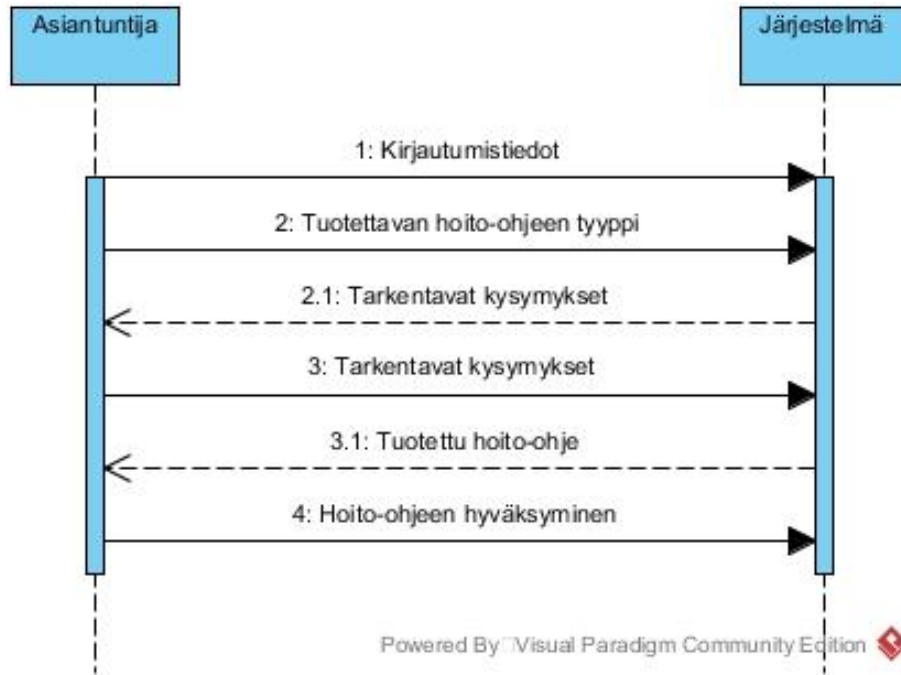 Asiantuntija
Järjestelmä
1: Kirjautumistiedot
2: Tuotettavan hoito-ohjeen tyyppi
2.1: Tarkentavat kysymykset
3: Tarkentavat kysymykset
3.1: Tuotettu hoito-ohje
4: Hoito-ohjeen hyväksyminen
Powered By Visual Paradigm Community Edition